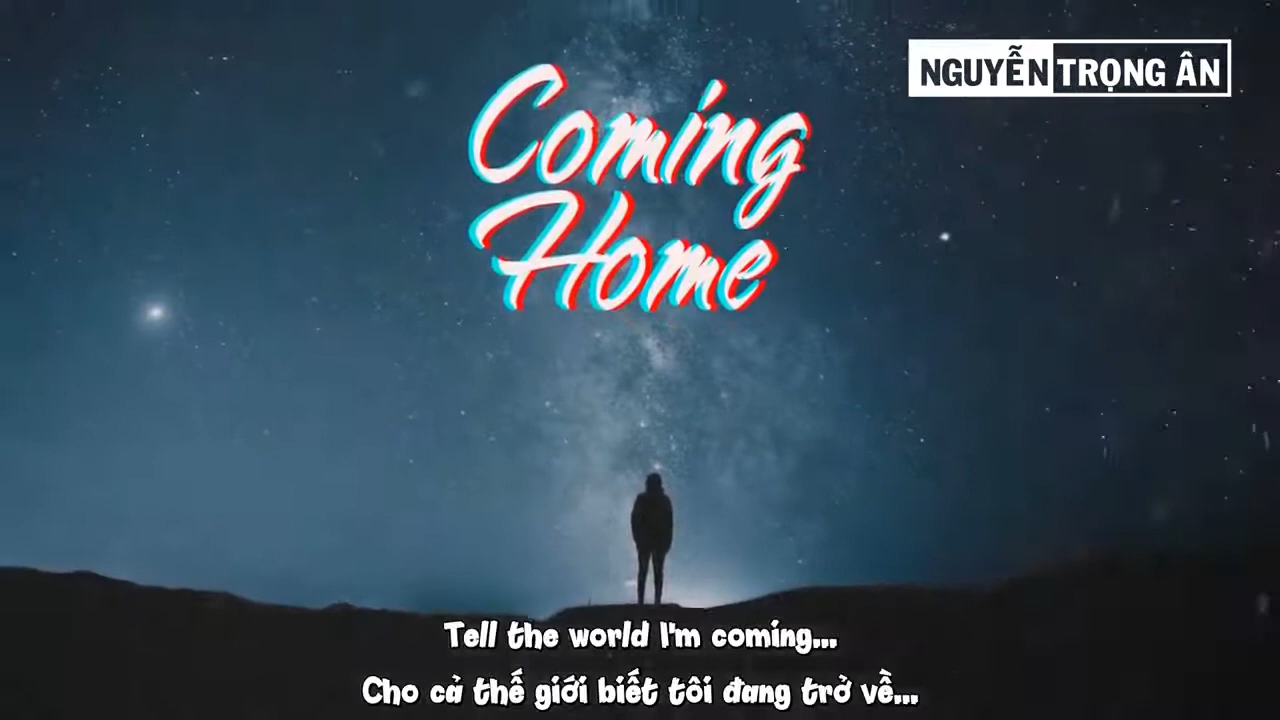 NGUYỄN TRỌNG ÂN
Coming
Home
Tell the world I'm coming...
Cho cả thế giới biết tôi đang trở về...